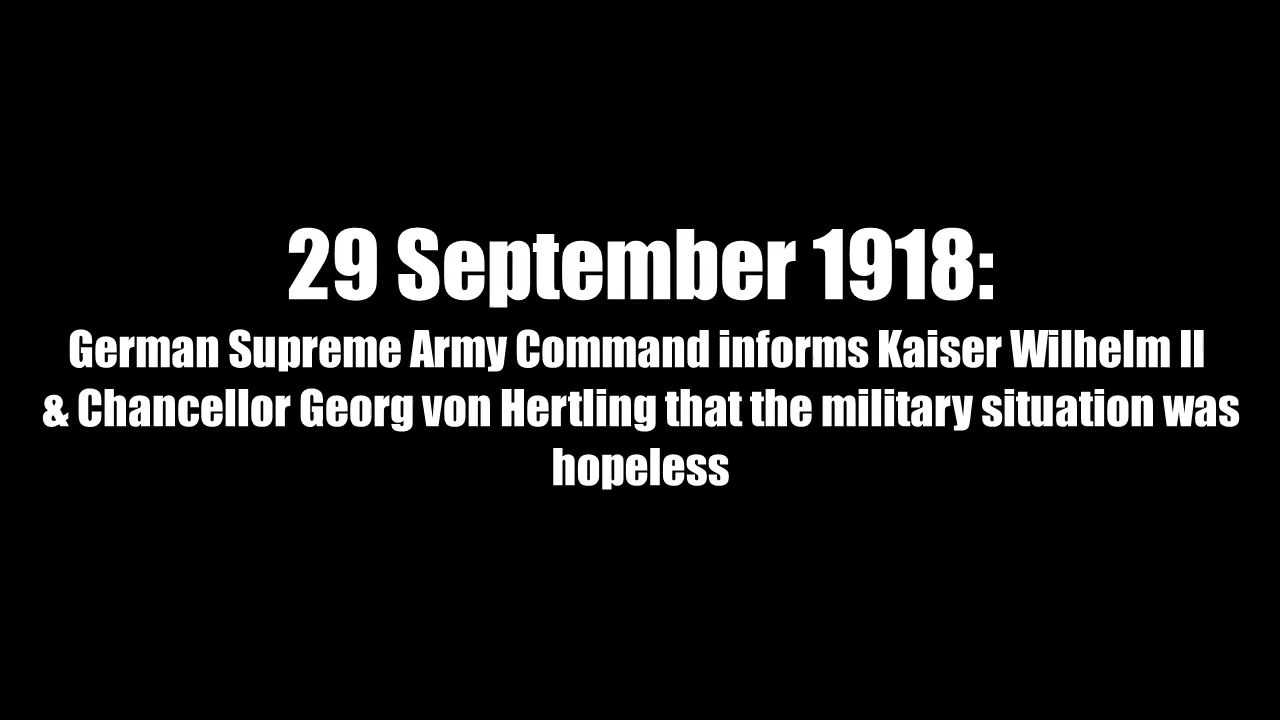 29 September 1918:
German Supreme Army Command informs Kaiser Wilhelm II
& Chancellor Georg von Hertling that the military situation was
hopeless